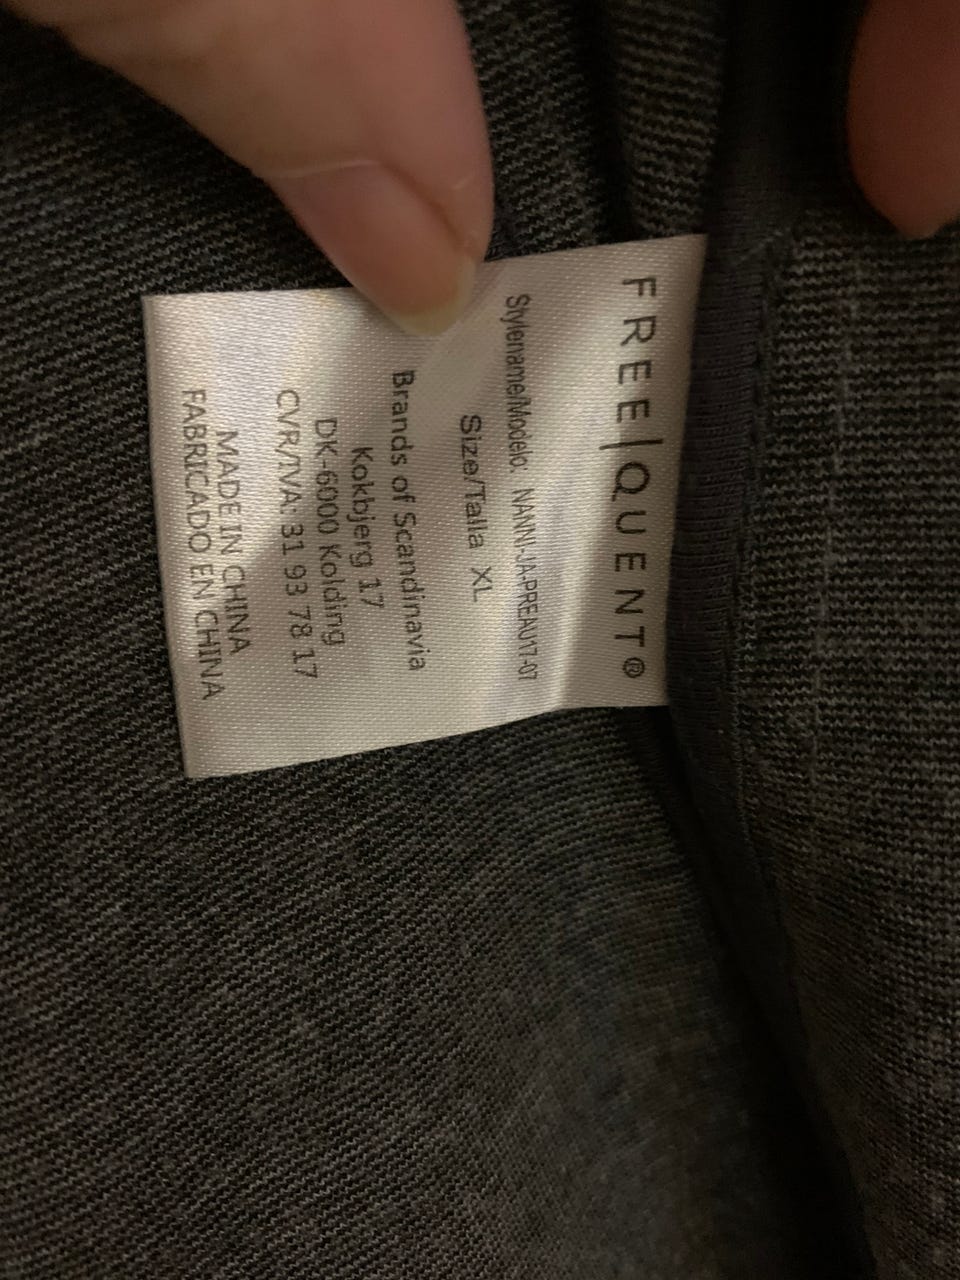 FREE|QUENT®
Stylename/Modelo: NANNI-JA-PREAU17-07
Size/Talla XL
Brands of Scandinavia
Kokbjerg 17
DK-6000 Kolding
CVR/IVA: 31 93 78 17
MADE IN CHINA
FABRICADO EN CHINA